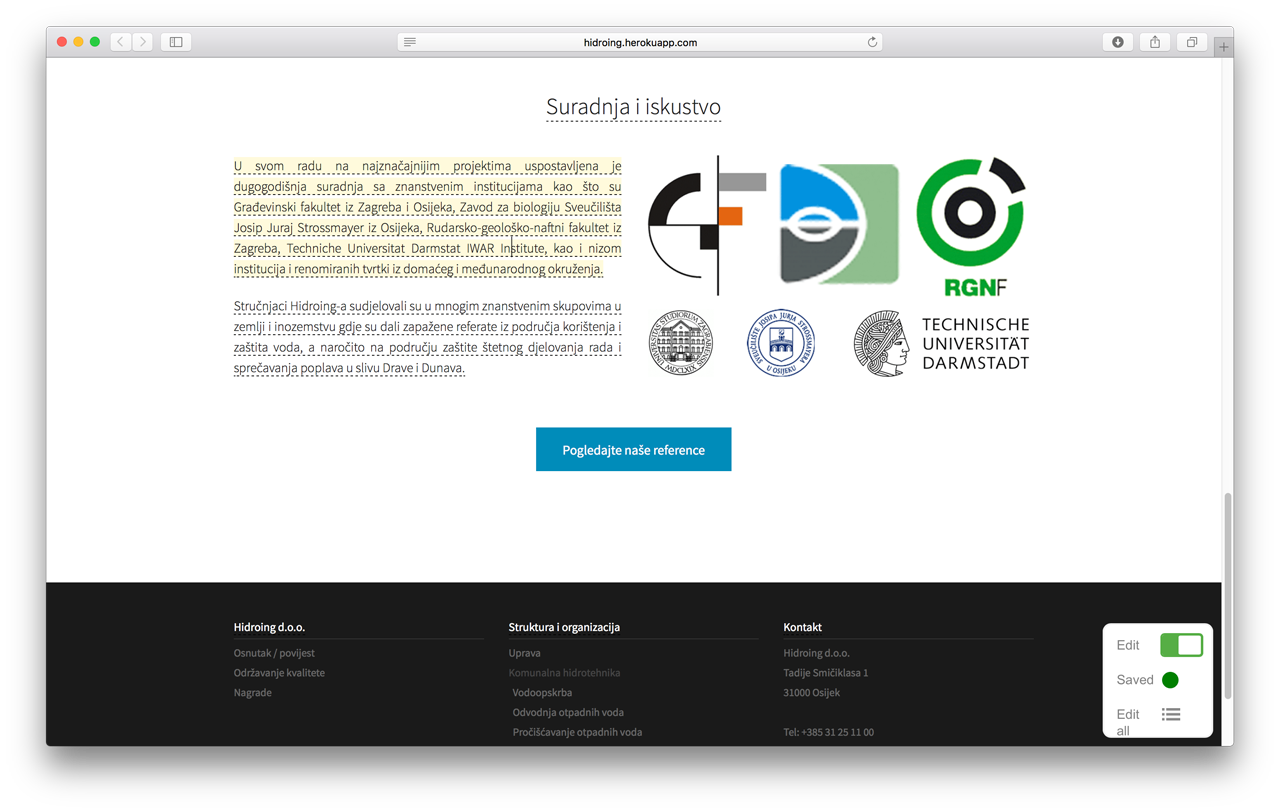 hidroing.herokuapp.com
Suradnja i iskustvo
U svom radu na najznačajnijim projektima uspostavljena je
dugogodišnja suradnja sa znanstvenim institucijama kao što su
Građevinski fakultet iz Zagreba i Osijeka, Zavod za biologiju Sveučilišta
Josip Juraj Strossmayer iz Osijeka, Rudarsko-geološko-naftni fakultet iz
Zagreba, Techniche Universitat Darmstat IWAR Institute, kao i nizom
institucija i renomiranih tvrtki iz domaćeg i međunarodnog okruženja.
Stručnjaci Hidroing-a sudjelovali su u mnogim znanstvenim skupovima u
zemlji i inozemstvu gdje su dali zapažene referate iz područja korištenja i
zaštita voda, a naročito na području zaštite štetnog djelovanja rada i
sprečavanja poplava u slivu Drave i Dunava.
RGNF
UNIVERSITAS STUDIORUM ZAGRABIENSIS
MDCLXIX
SVEUČILIŠTE JOSIPA JURJA STROSSMAYERA
U OSIJEKU
TECHNISCHE
UNIVERSITÄT
DARMSTADT
Pogledajte naše reference
Hidroing d.o.o.
Osnutak / povijest
Održavanje kvalitete
Nagrade
Struktura i organizacija
Uprava
Komunalna hidrotehnika
Vodoopskrba
Odvodnja otpadnih voda
Pročišćavanje otpadnih voda
Kontakt
Hidroing d.o.o.
Tadije Smičiklasa 1
31000 Osijek
Tel: +385 31 25 11 00
Edit
Saved
Edit
all